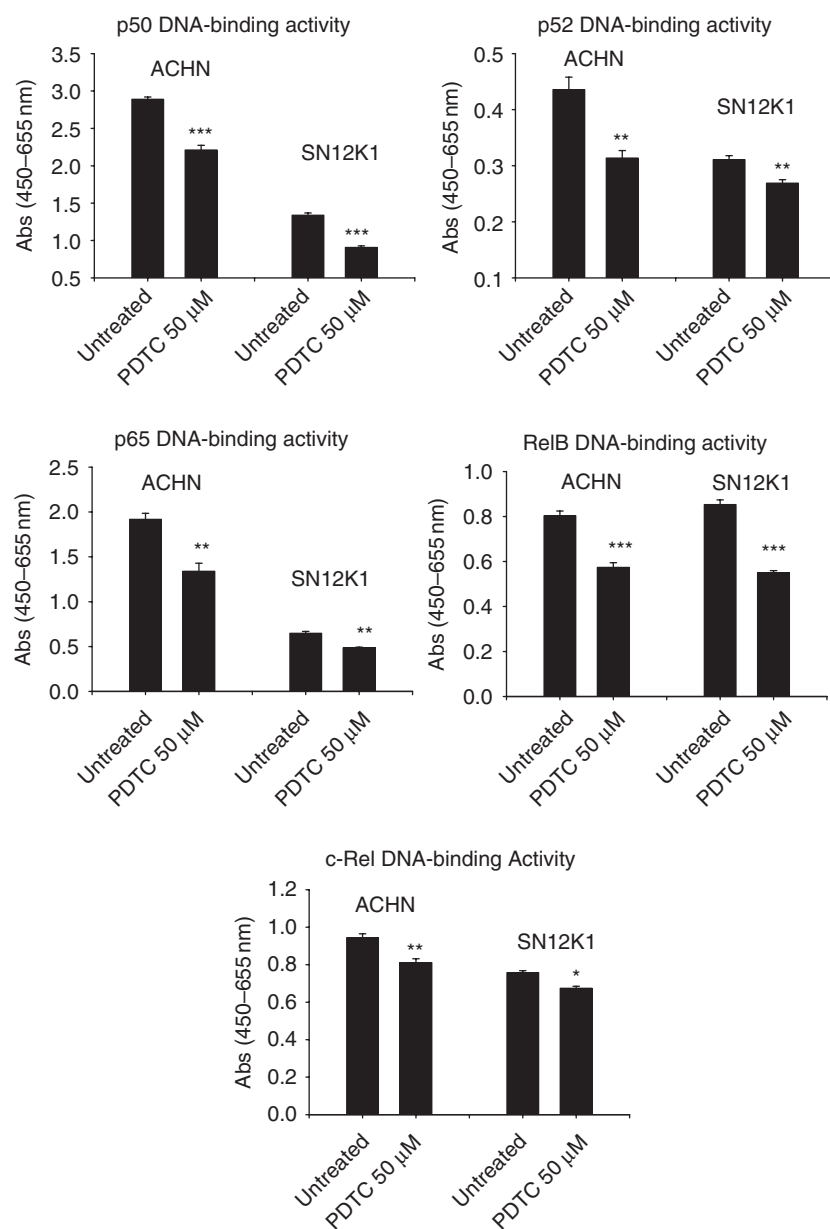 p50 DNA-binding activity
Abs (450–655 nm)
3.5
3.0
2.5
2.0
1.5
1.0
0.5
ACHN
***
SN12K1
***
Untreated
PDTC 50 µM
Untreated
PDTC 50 µM
p52 DNA-binding activity
Abs (450–655 nm)
0.5
0.4
0.3
0.2
0.1
ACHN
**
SN12K1
**
Untreated
PDTC 50 µM
Untreated
PDTC 50 µM
p65 DNA-binding activity
Abs (450–655 nm)
2.5
2.0
1.5
1.0
0.5
0.0
ACHN
**
SN12K1
**
Untreated
PDTC 50 µM
Untreated
PDTC 50 µM
RelB DNA-binding activity
Abs (450–655 nm)
1.0
0.8
0.6
0.4
0.2
0.0
ACHN
***
SN12K1
***
Untreated
PDTC 50 µM
Untreated
PDTC 50 µM
c-Rel DNA-binding Activity
Abs (450–655 nm)
1.2
1.0
0.8
0.6
0.4
0.2
0.0
ACHN
**
SN12K1
*
Untreated
PDTC 50 µM
Untreated
PDTC 50 µM